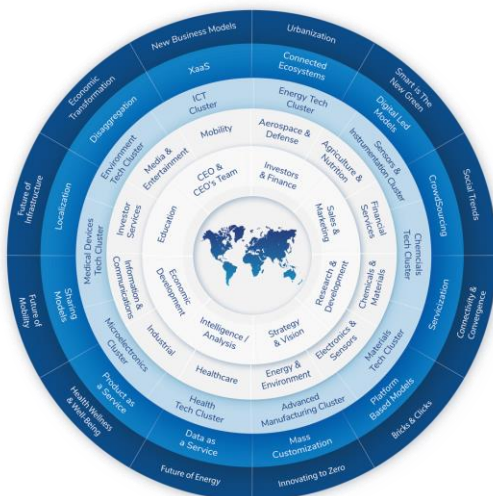 New Business Models
Urbanization
Smart is The
New Green
Social Trends
Connectivity &
Convergence
Bricks & Clicks
Innovating to Zero
Future of Energy
Health Wellness
& Well-Being
Future of
Mobility
Future of
Infrastructure
Economic
Transformation
XaaS
Connected
Ecosystems
Digital Led
Models
CrowdSourcing
Servicization
Platform
Based Models
Mass
Customization
Data as
a Service
Product as
a Service
Sharing
Models
Localization
Disaggregation
ICT
Cluster
Energy Tech
Cluster
Sensors &
Instrumentation Cluster
Chemcials
Tech Cluster
Materials
Tech Cluster
Advanced
Manufacturing Cluster
Health
Tech Cluster
Microelectronics
Cluster
Medical Devices
Tech Cluster
Environment
Tech Cluster
Mobility
Aerospace &
Defense
Agriculture &
Nutrition
Financial
Services
Chemicals &
Materials
Electronics &
Sensors
Energy &
Environment
Healthcare
Industrial
Information &
Communications
Investor
Services
Media &
Entertainment
CEO &
CEO's Team
Investors
& Finance
Sales &
Marketing
Research &
Development
Strategy
& Vision
Intelligence /
Analysis
Economic
Development
Education